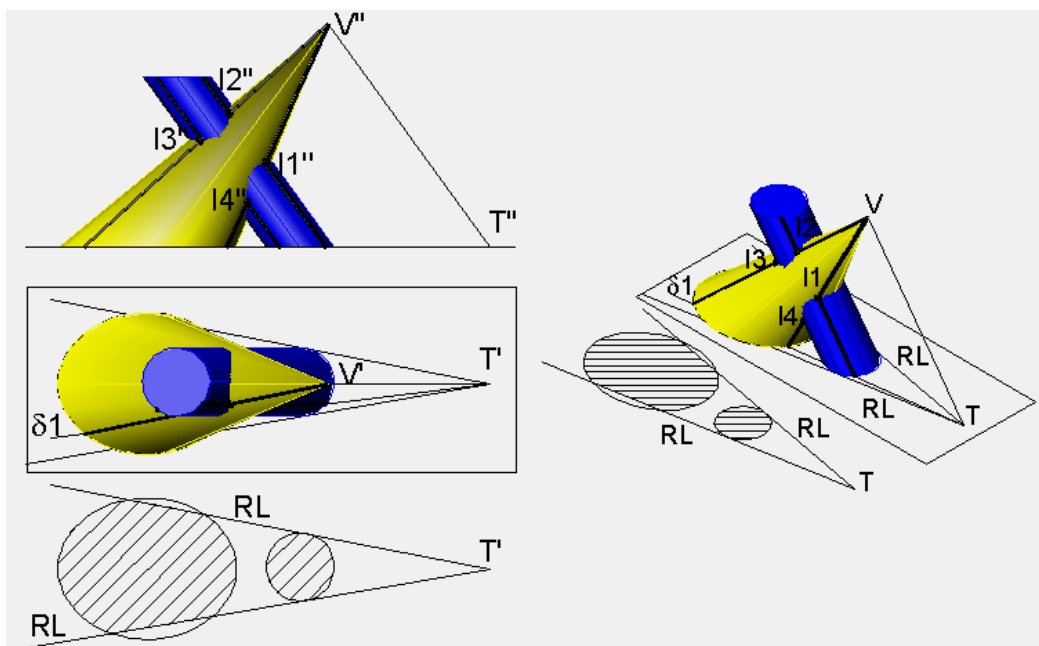 V"
I2"
I3"
I1"
I4"
T"
T'
V'
δ1
RL
T'
RL
V
I2
I3
δ1
I1
I4
RL
RL
T
RL
RL
T